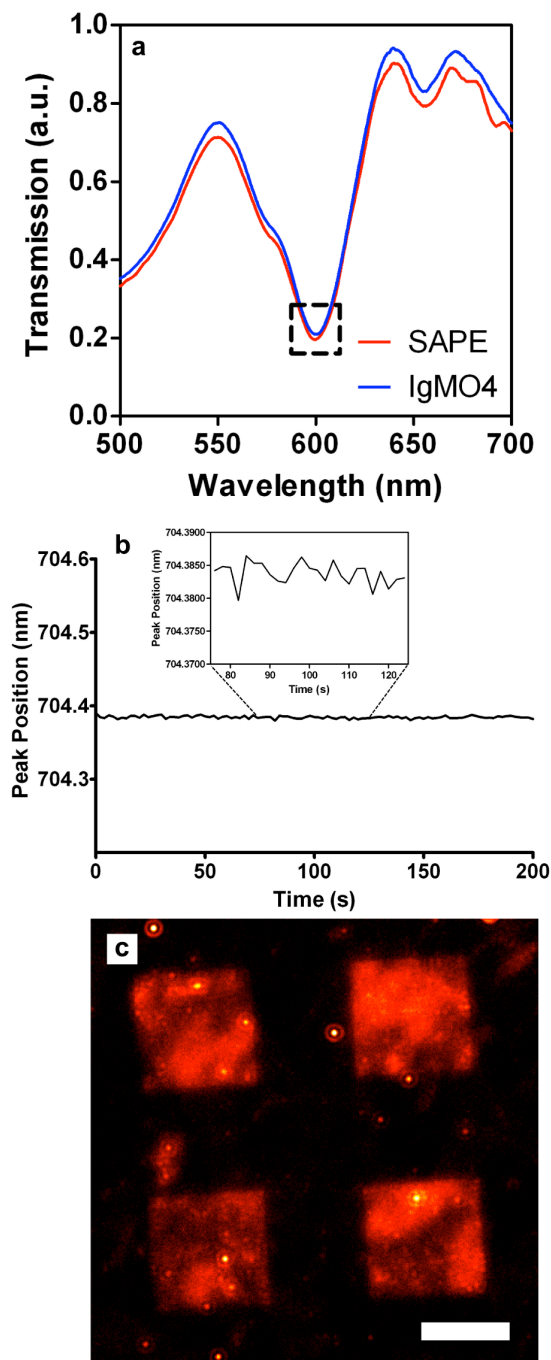 a
1.0
0.8
0.6
0.4
0.2
0.0
Transmission (a.u.)
SAPE
IgMO4
500 550 600 650 700
Wavelength (nm)
b
704.6
704.5
704.4
704.3
Peak Position (nm)
704.3900
704.3850
704.3800
704.3750
704.3700
Peak Position (nm)
80 90 100 110 120
Time (s)
0 50 100 150 200
Time (s)
c